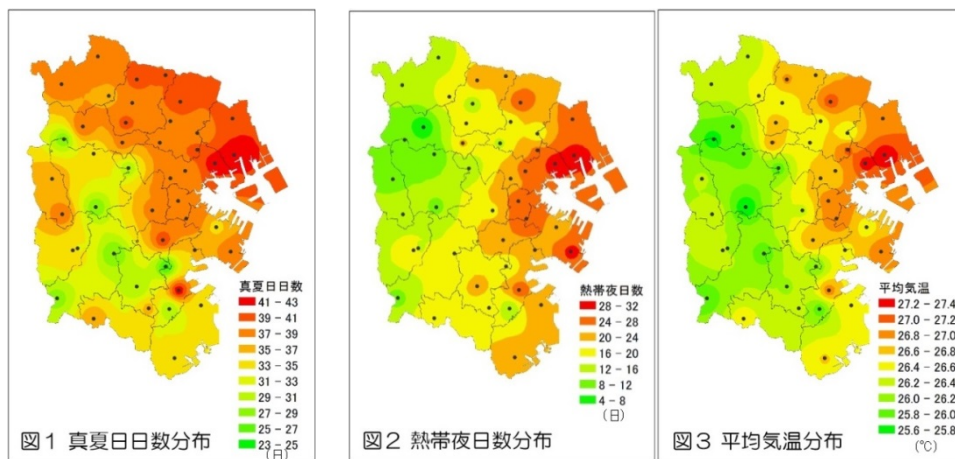 真夏日日数
41 - 43
39 - 41
37 - 39
35 - 37
33 - 35
31 - 33
29 - 31
27 - 29
25 - 27
23 - 25
(日)
図1 真夏日日数分布
熱帯夜日数
28 - 32
24 - 28
20 - 24
16 - 20
12 - 16
8 - 12
4 - 8
(日)
図2 熱帯夜日数分布
平均気温
27.2 - 27.4
27.0 - 27.2
26.8 - 27.0
26.6 - 26.8
26.4 - 26.6
26.2 - 26.4
26.0 - 26.2
25.8 - 26.0
25.6 - 25.8
(℃)
図3 平均気温分布